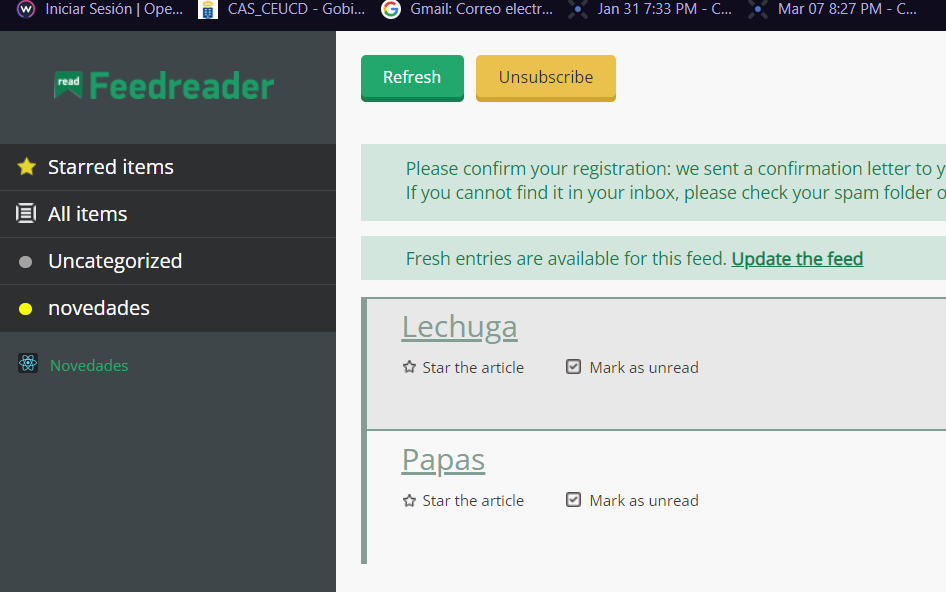 Iniciar Sesión | Ope... CAS_CEUCD - Gobi... Gmail: Correo electr... Jan 31 7:33 PM - C... Mar 07 8:27 PM - C...
read Feedreader
Refresh Unsubscribe
Starred items
All items
Uncategorized
novedades
Novedades
Please confirm your registration: we sent a confirmation letter to y
If you cannot find it in your inbox, please check your spam folder o
Fresh entries are available for this feed. Update the feed
Lechuga
Star the article Mark as unread
Papas
Star the article Mark as unread